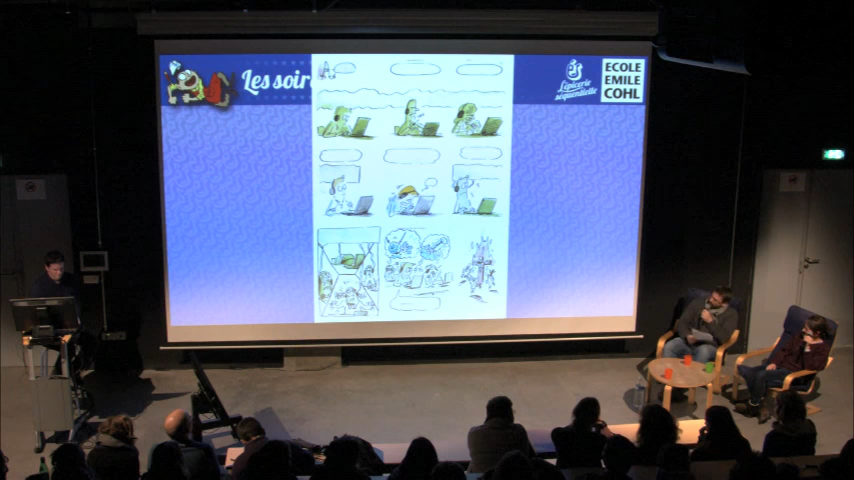 Les soir
L'épicerie
séquentielle
ECOLE
EMILE
COHL